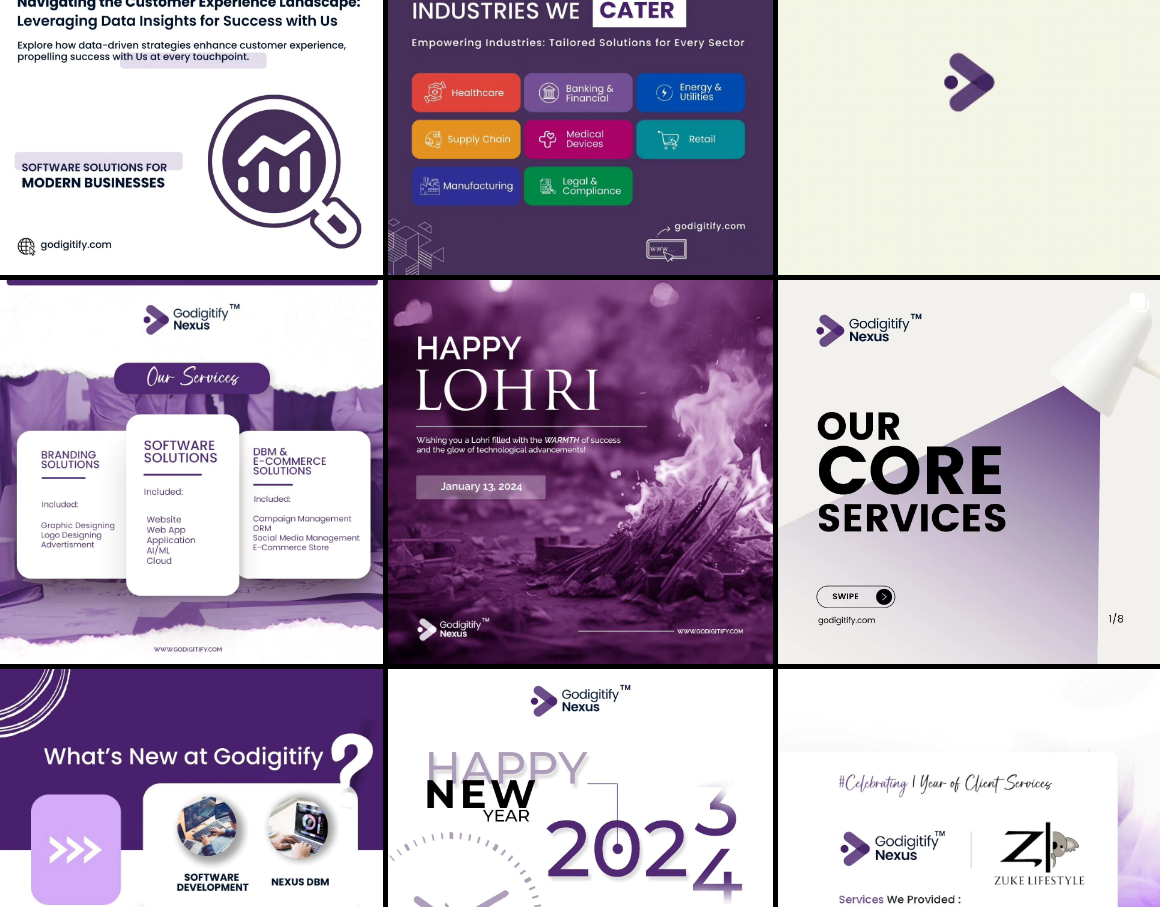 Navigating the Customer Experience Landscape:
Leveraging Data Insights for Success with Us
Explore how data-driven strategies enhance customer experience,
propelling success with Us at every touchpoint.
SOFTWARE SOLUTIONS FOR
MODERN BUSINESSES
godigitify.com
INDUSTRIES WE CATER
Empowering Industries: Tailored Solutions for Every Sector
Healthcare
Banking &
Financial
Energy &
Utilities
Supply Chain
Medical
Devices
Retail
Manufacturing
Legal &
Compliance
godigitify.com
www
Godigitify™
Nexus
Our Services
BRANDING
SOLUTIONS
Included:
Graphic Designing
Logo Designing
Advertisment
SOFTWARE
SOLUTIONS
Included:
Website
Web App
Application
AI/ML
Cloud
DBM &
E-COMMERCE
SOLUTIONS
Included:
Campaign Management
ORM
Social Media Management
E-Commerce Store
WWW.GODIGITIFY.COM
HAPPY
LOHRI
Wishing you a Lohri filled with the WARMTH of success
and the glow of technological advancements!
January 13, 2024
Godigitify™
Nexus
WWW.GODIGITIFY.COM
Godigitify™
Nexus
OUR
CORE
SERVICES
SWIPE
godigitify.com
1/8
What's New at Godigitify ?
SOFTWARE
DEVELOPMENT
NEXUS DBM
Godigitify™
Nexus
HAPPY
NEW
YEAR
202 3
4
#Celebrating 1 Year of Client Services
Godigitify™
Nexus
Z
ZUKE LIFESTYLE
Services We Provided :